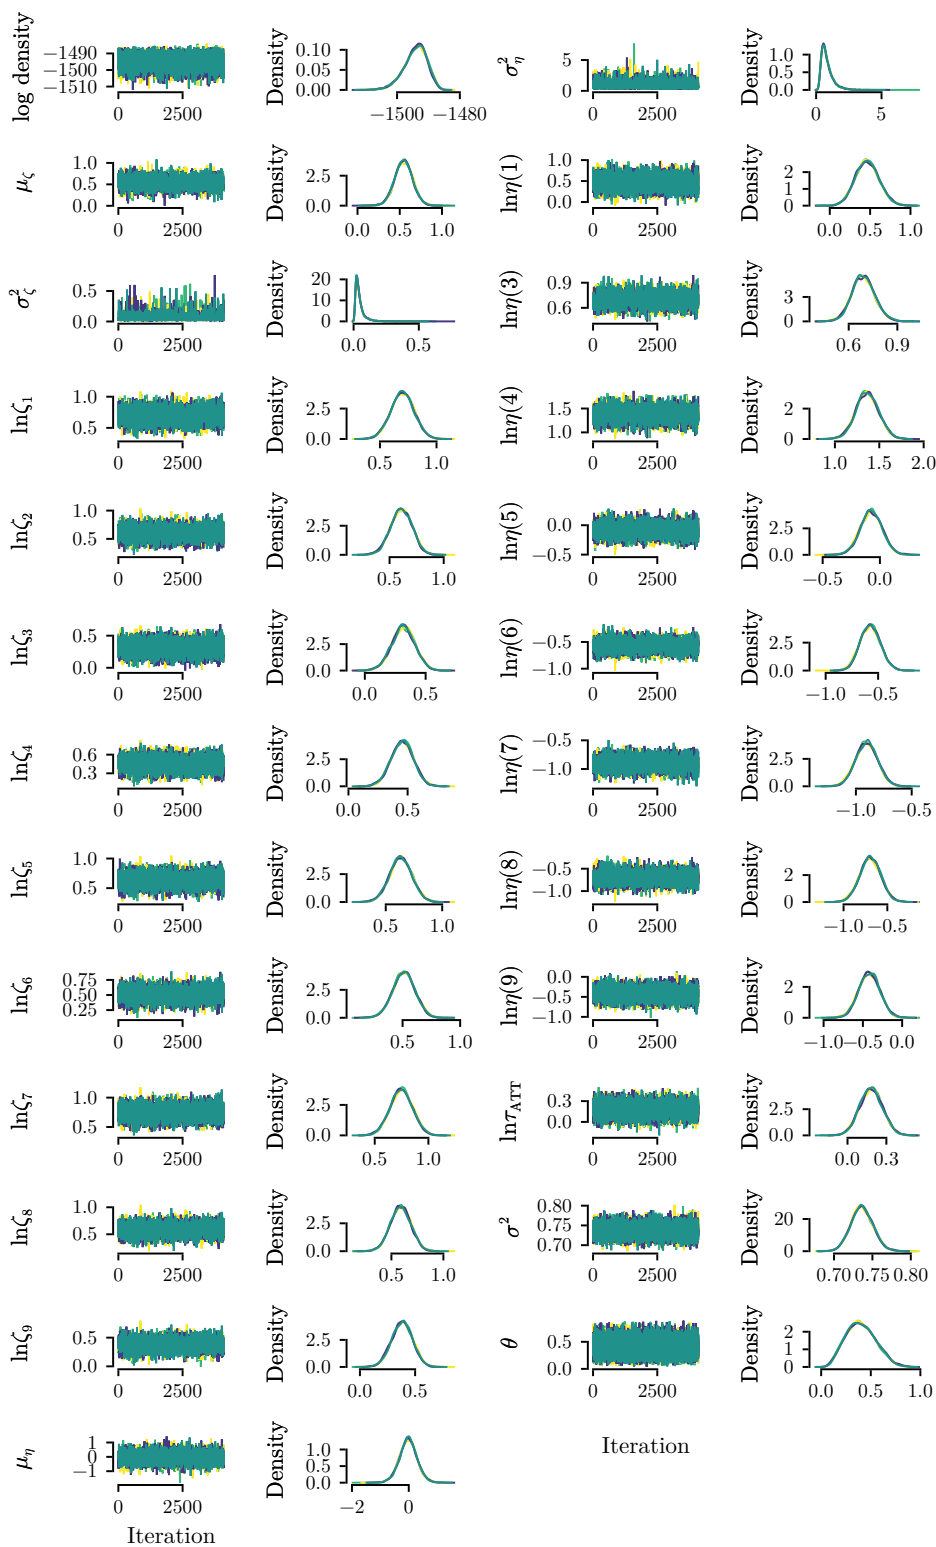 log density −1490 −1500 −1510 0 2500 Density 0.10 0.05 0.00 −1500 −1480
σ²_η 5 0 0 2500 Density 1.0 0.5 0.0 0 5
μ_ζ 1.0 0.5 0.0 0 2500 Density 2.5 0.0 0.0 0.5 1.0
lnη(1) 1.0 0.5 0.0 0 2500 Density 2 1 0 0.0 0.5 1.0
σ²_ζ 0.5 0.0 0 2500 Density 20 10 0 0.0 0.5
lnη(3) 0.9 0.6 0 2500 Density 3 0 0.6 0.9
lnζ₁ 1.0 0.5 0 2500 Density 2.5 0.0 0.5 1.0
lnη(4) 1.5 1.0 0 2500 Density 2 0 1.0 1.5 2.0
lnζ₂ 1.0 0.5 0 2500 Density 2.5 0.0 0.5 1.0
lnη(5) 0.0 −0.5 0 2500 Density 2.5 0.0 −0.5 0.0
lnζ₃ 0.5 0.0 0 2500 Density 2.5 0.0 0.0 0.5
lnη(6) −0.5 −1.0 0 2500 Density 2.5 0.0 −1.0 −0.5
lnζ₄ 0.6 0.3 0 2500 Density 2.5 0.0 0.0 0.5
lnη(7) −0.5 −1.0 0 2500 Density 2.5 0.0 −1.0 −0.5
lnζ₅ 1.0 0.5 0 2500 Density 2.5 0.0 0.5 1.0
lnη(8) −0.5 −1.0 0 2500 Density 2 0 −1.0 −0.5
lnζ₆ 0.75 0.50 0.25 0 2500 Density 2.5 0.0 0.5 1.0
lnη(9) 0.0 −0.5 −1.0 0 2500 Density 2 0 −1.0 −0.5 0.0
lnζ₇ 1.0 0.5 0 2500 Density 2.5 0.0 0.5 1.0
lnτ_ATT 0.3 0.0 0 2500 Density 2.5 0.0 0.0 0.3
lnζ₈ 1.0 0.5 0 2500 Density 2.5 0.0 0.5 1.0
σ² 0.80 0.75 0.70 0 2500 Density 20 0 0.70 0.75 0.80
lnζ₉ 0.5 0.0 0 2500 Density 2.5 0.0 0.0 0.5
θ 0.5 0.0 0 2500 Density 2 1 0 0.0 0.5 1.0
μ_η 1 0 −1 0 2500 Density 1.0 0.5 0.0 −2 0
Iteration
Iteration